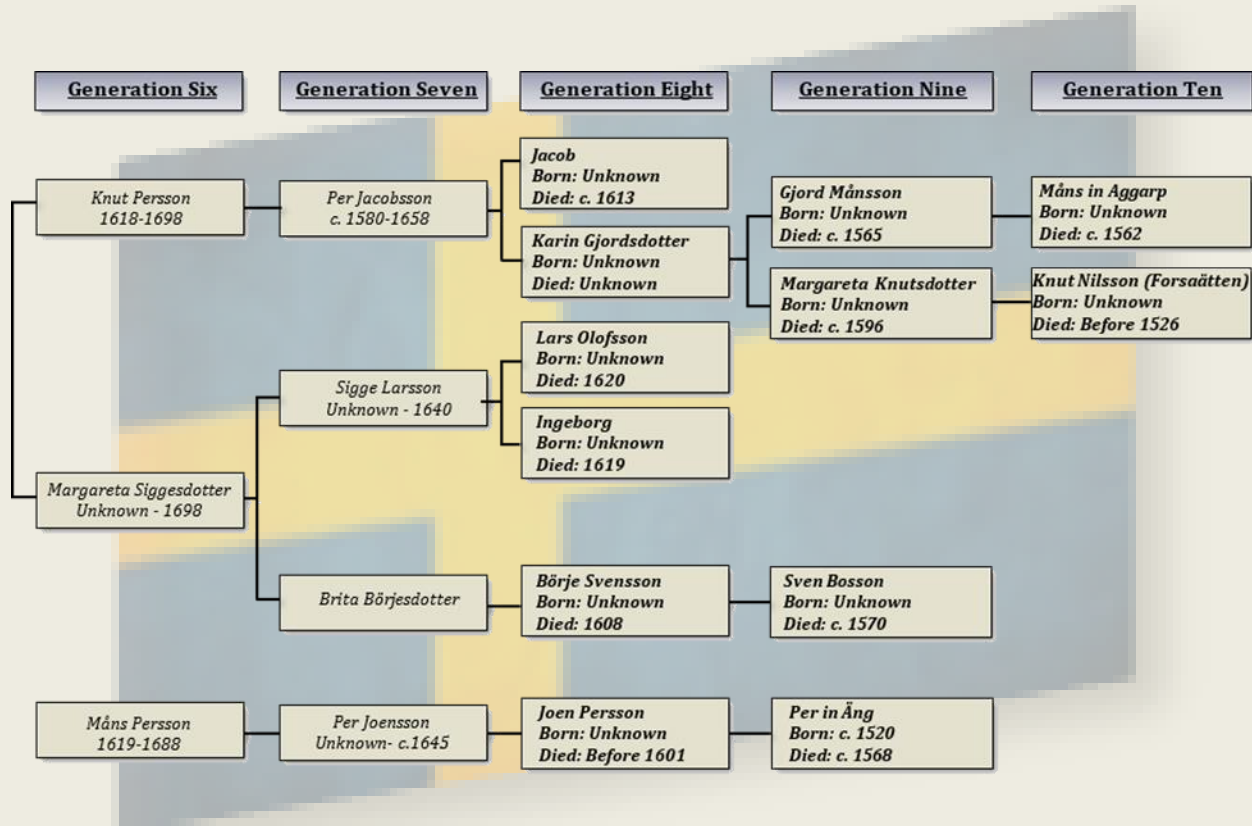 Generation Six
Generation Seven
Generation Eight
Generation Nine
Generation Ten
Knut Persson
1618-1698
Per Jacobsson
c. 1580-1658
Jacob
Born: Unknown
Died: c. 1613
Karin Gjordsdotter
Born: Unknown
Died: Unknown
Gjord Månsson
Born: Unknown
Died: c. 1565
Måns in Aggarp
Born: Unknown
Died: c. 1562
Margareta Knutsdotter
Born: Unknown
Died: c. 1596
Knut Nilsson (Forsaätten)
Born: Unknown
Died: Before 1526
Margareta Siggesdotter
Unknown - 1698
Sigge Larsson
Unknown - 1640
Lars Olofsson
Born: Unknown
Died: 1620
Ingeborg
Born: Unknown
Died: 1619
Brita Börjesdotter
Börje Svensson
Born: Unknown
Died: 1608
Sven Bosson
Born: Unknown
Died: c. 1570
Måns Persson
1619-1688
Per Joensson
Unknown- c.1645
Joen Persson
Born: Unknown
Died: Before 1601
Per in Äng
Born: c. 1520
Died: c. 1568